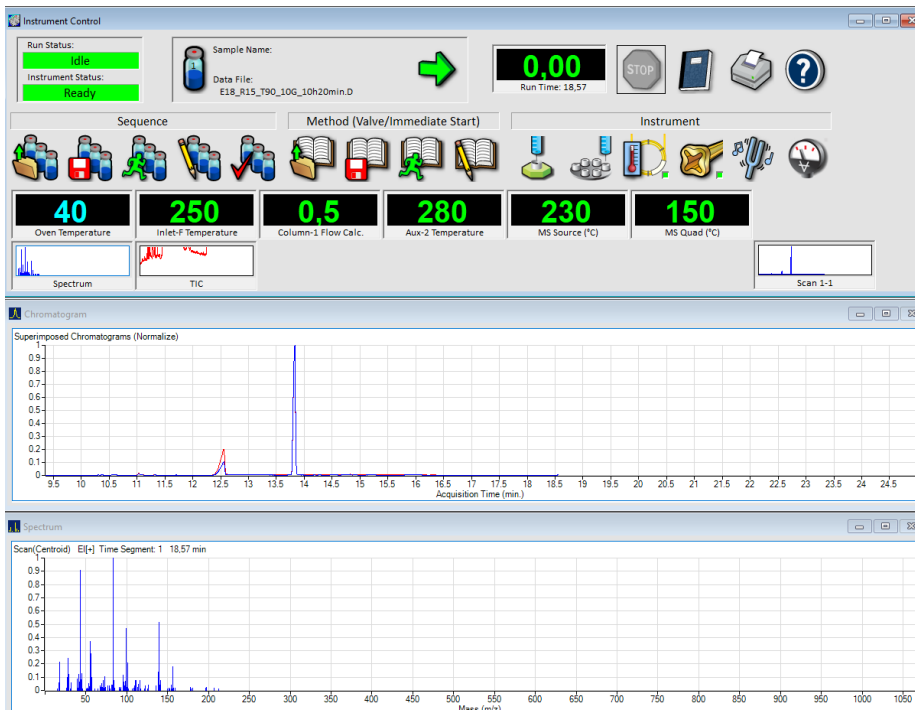 Instrument Control
Run Status:
Idle
Instrument Status:
Ready
1
Sample Name:
Data File:
E18_R15_T90_10G_10h20min.D
0,00
Run Time: 18,57
STOP
?
Sequence
Method (Valve/Immediate Start)
Instrument
40
Oven Temperature
250
Inlet-F Temperature
0,5
Column-1 Flow Calc.
280
Aux-2 Temperature
230
MS Source (°C)
150
MS Quad (°C)
Spectrum
TIC
Scan 1-1
Chromatogram
Superimposed Chromatograms (Normalize)
1
0.9
0.8
0.7
0.6
0.5
0.4
0.3
0.2
0.1
0
9.5 10 10.5 11 11.5 12 12.5 13 13.5 14 14.5 15 15.5 16 16.5 17 17.5 18 18.5 19 19.5 20 20.5 21 21.5 22 22.5 23 23.5 24 24.5
Acquisition Time (min.)
Spectrum
Scan(Centroid) EI[+] Time Segment: 1 18,57 min
1
0.9
0.8
0.7
0.6
0.5
0.4
0.3
0.2
0.1
0
50 100 150 200 250 300 350 400 450 500 550 600 650 700 750 800 850 900 950 1000 1050
Mass (m/z)